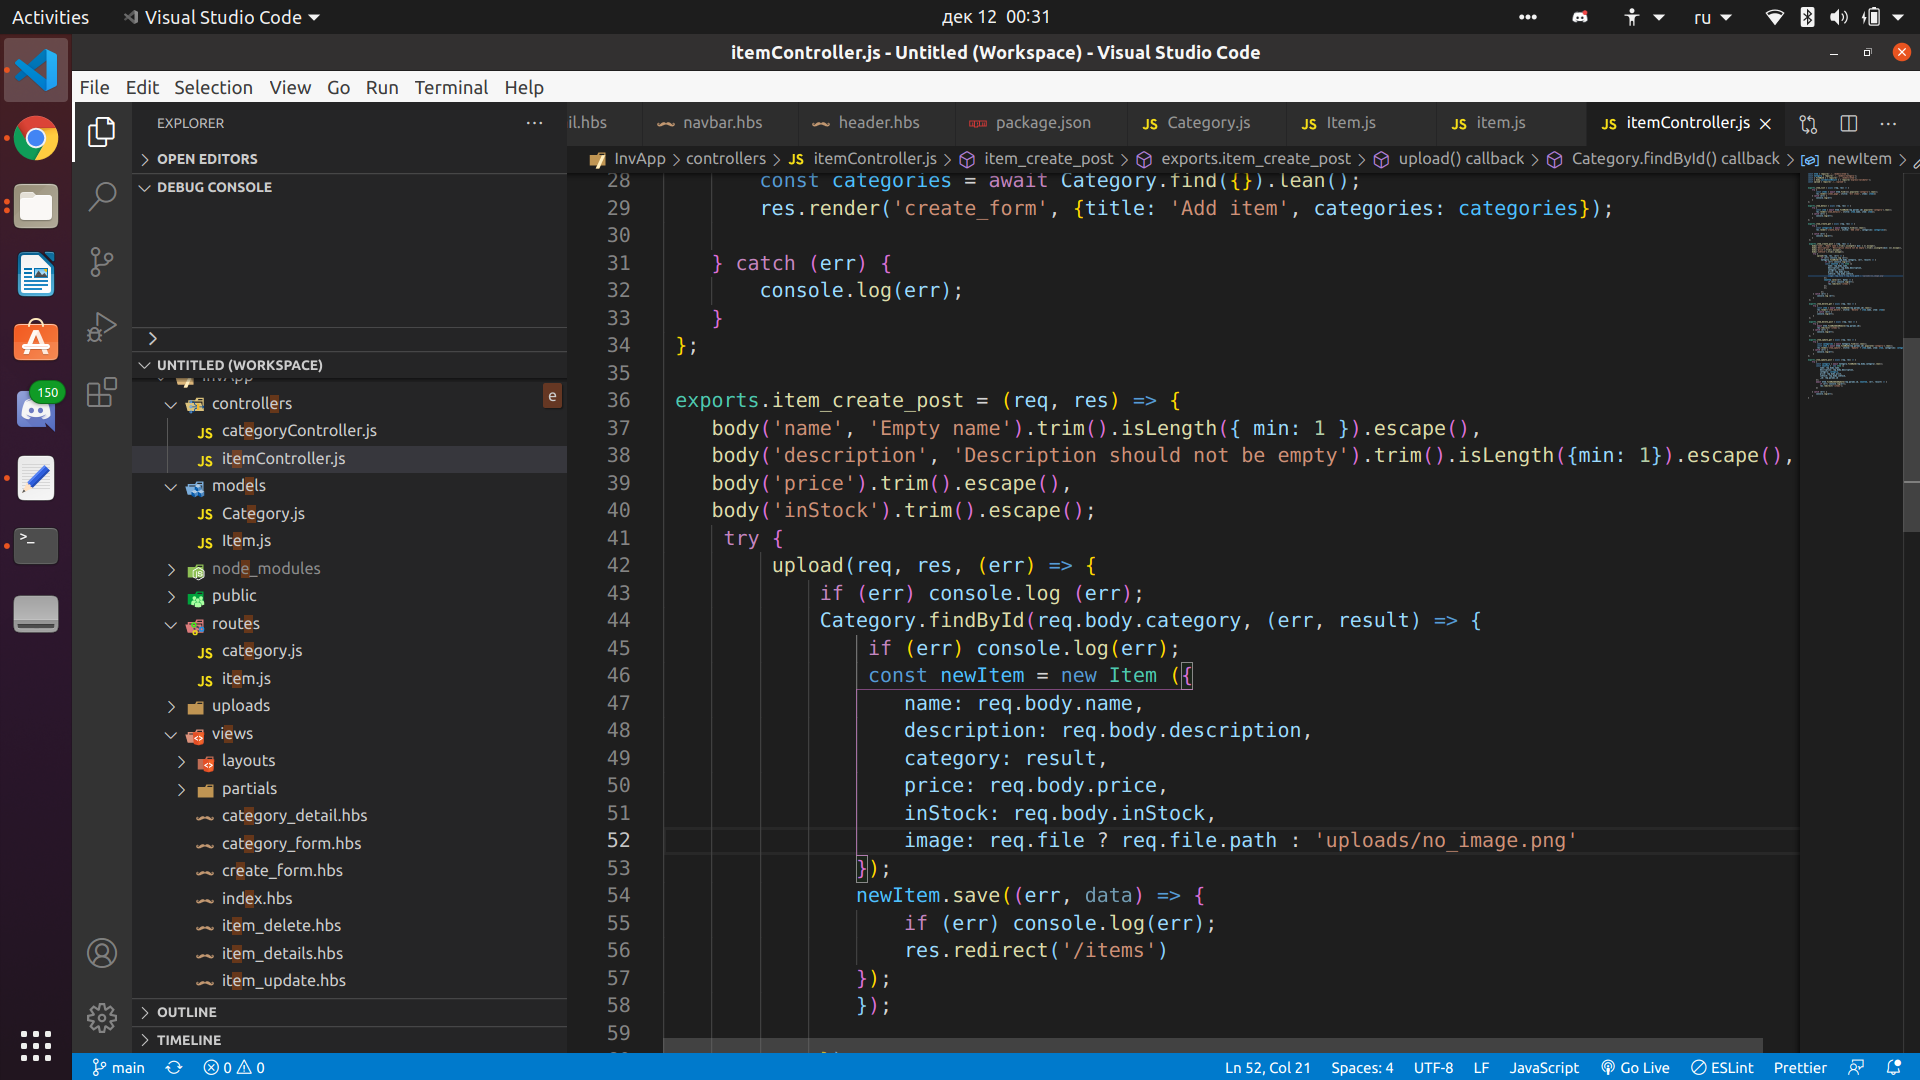 Activities
Visual Studio Code
дек 12 00:31
ru
itemController.js - Untitled (Workspace) - Visual Studio Code
File Edit Selection View Go Run Terminal Help
EXPLORER
OPEN EDITORS
DEBUG CONSOLE
UNTITLED (WORKSPACE)
InvApp
controllers
e
categoryController.js
itemController.js
models
Category.js
Item.js
node_modules
public
routes
category.js
item.js
uploads
views
layouts
partials
category_detail.hbs
category_form.hbs
create_form.hbs
index.hbs
item_delete.hbs
item_details.hbs
item_update.hbs
OUTLINE
TIMELINE
150
il.hbs navbar.hbs header.hbs package.json JS Category.js JS Item.js JS item.js JS itemController.js
InvApp > controllers > JS itemController.js > item_create_post > exports.item_create_post > upload() callback > Category.findById() callback > newItem >
28 const categories = await Category.find({}).lean();
29 res.render('create_form', {title: 'Add item', categories: categories});
30
31 } catch (err) {
32 console.log(err);
33 }
34 };
35
36 exports.item_create_post = (req, res) => {
37 body('name', 'Empty name').trim().isLength({ min: 1 }).escape(),
38 body('description', 'Description should not be empty').trim().isLength({min: 1}).escape(),
39 body('price').trim().escape(),
40 body('inStock').trim().escape();
41 try {
42 upload(req, res, (err) => {
43 if (err) console.log (err);
44 Category.findById(req.body.category, (err, result) => {
45 if (err) console.log(err);
46 const newItem = new Item ({
47 name: req.body.name,
48 description: req.body.description,
49 category: result,
50 price: req.body.price,
51 inStock: req.body.inStock,
52 image: req.file ? req.file.path : 'uploads/no_image.png'
53 });
54 newItem.save((err, data) => {
55 if (err) console.log(err);
56 res.redirect('/items')
57 });
58 });
59
main 0 0 Ln 52, Col 21 Spaces: 4 UTF-8 LF JavaScript Go Live ESLint Prettier